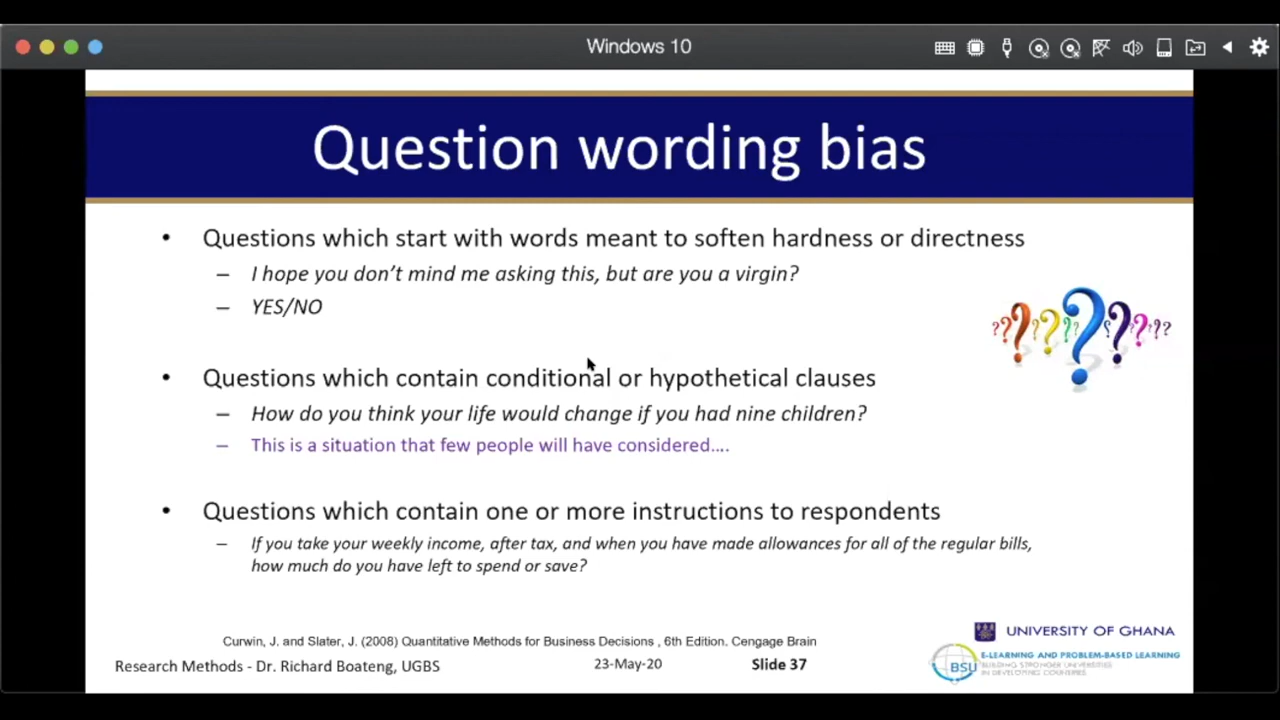 Windows 10
Question wording bias
• Questions which start with words meant to soften hardness or directness
– I hope you don't mind me asking this, but are you a virgin?
– YES/NO
• Questions which contain conditional or hypothetical clauses
– How do you think your life would change if you had nine children?
– This is a situation that few people will have considered....
• Questions which contain one or more instructions to respondents
– If you take your weekly income, after tax, and when you have made allowances for all of the regular bills,
how much do you have left to spend or save?
Curwin, J. and Slater, J. (2008) Quantitative Methods for Business Decisions , 6th Edition. Cengage Brain
Research Methods - Dr. Richard Boateng, UGBS
23-May-20
Slide 37
UNIVERSITY OF GHANA
BSU
E-LEARNING AND PROBLEM-BASED LEARNING
BUILDING STRONGER UNIVERSITIES
IN DEVELOPING COUNTRIES